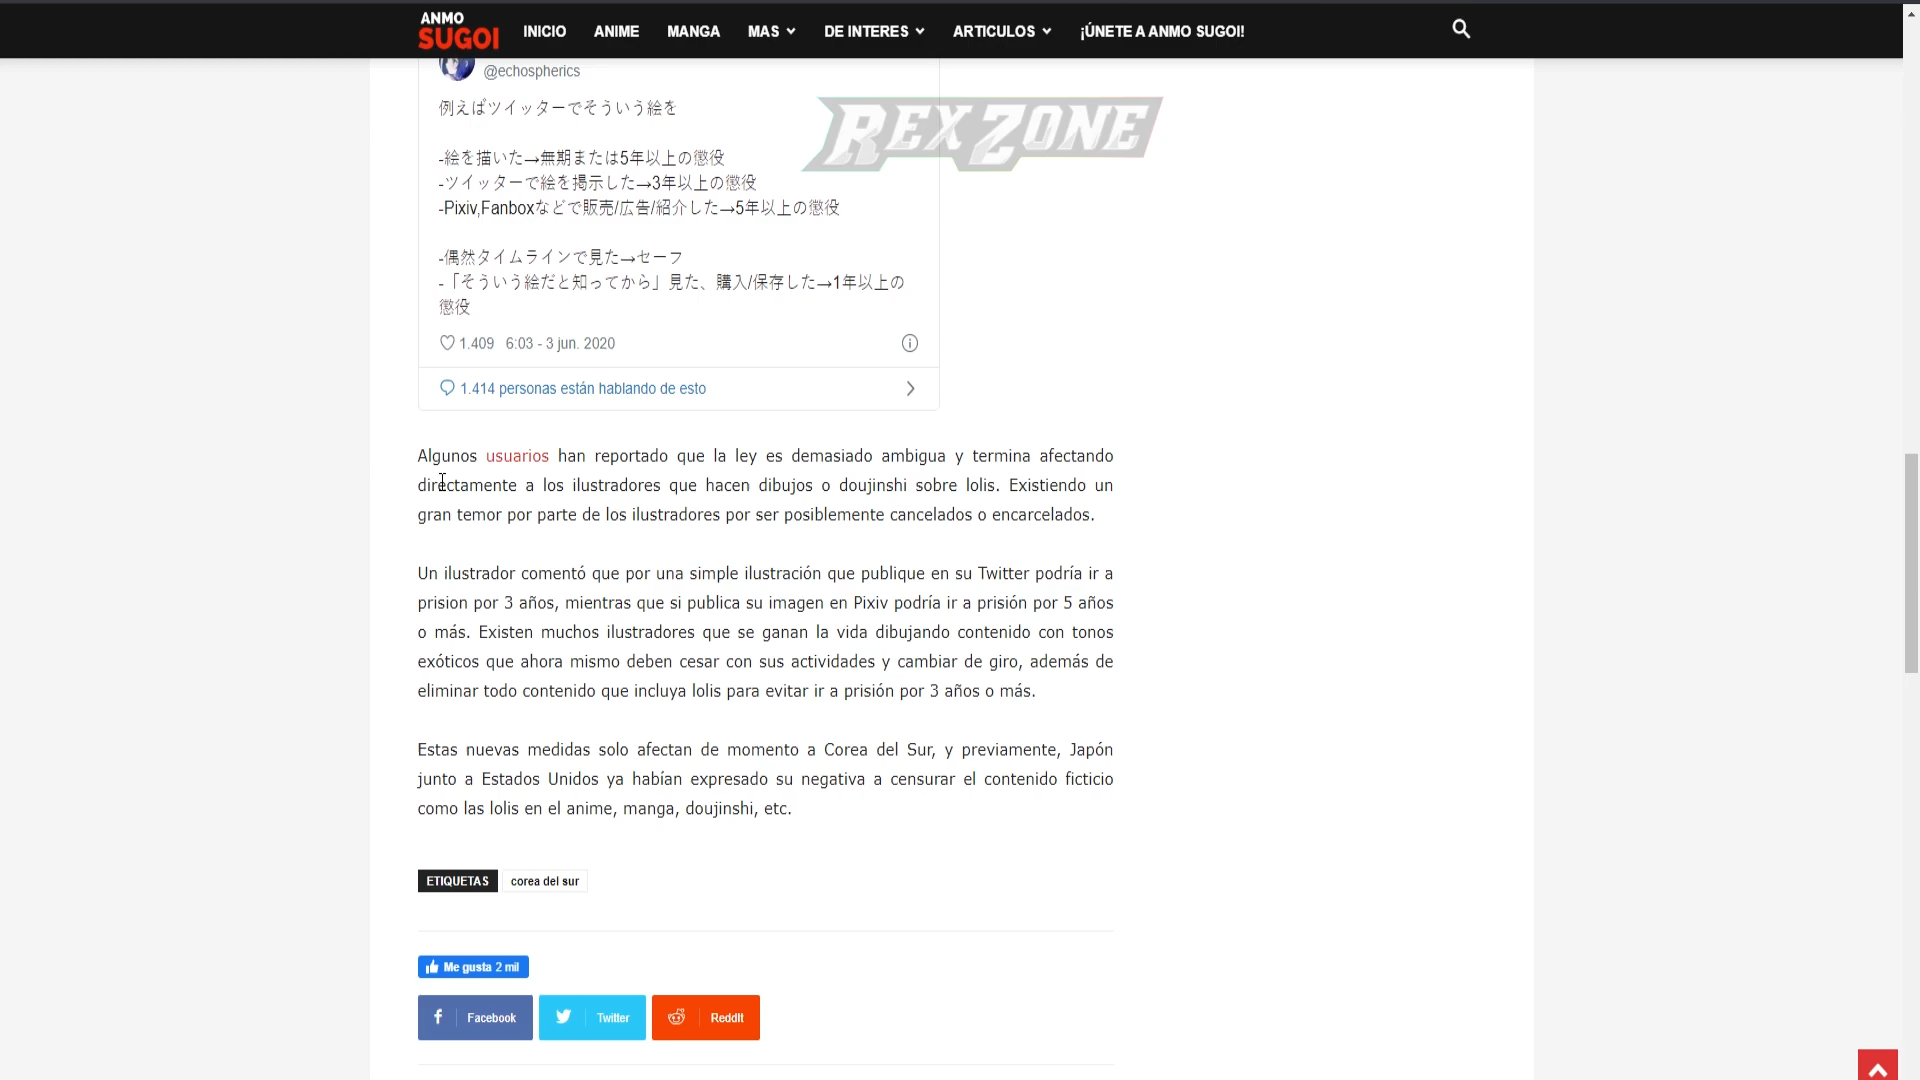 ANMO
SUGOI
INICIO ANIME MANGA MAS DE INTERES ARTICULOS ¡ÚNETE A ANMO SUGOI!
@echospherics
REXZONE
例えばツイッターでそういう絵を
-絵を描いた→無期または5年以上の懲役
-ツイッターで絵を掲示した→3年以上の懲役
-Pixiv,Fanboxなどで販売/広告/紹介した→5年以上の懲役
-偶然タイムラインで見た→セーフ
-「そういう絵だと知ってから」見た、購入/保存した→1年以上の
懲役
1.409 6:03 - 3 jun. 2020
1.414 personas están hablando de esto
Algunos usuarios han reportado que la ley es demasiado ambigua y termina afectando
directamente a los ilustradores que hacen dibujos o doujinshi sobre lolis. Existiendo un
gran temor por parte de los ilustradores por ser posiblemente cancelados o encarcelados.
Un ilustrador comentó que por una simple ilustración que publique en su Twitter podría ir a
prision por 3 años, mientras que si publica su imagen en Pixiv podría ir a prisión por 5 años
o más. Existen muchos ilustradores que se ganan la vida dibujando contenido con tonos
exóticos que ahora mismo deben cesar con sus actividades y cambiar de giro, además de
eliminar todo contenido que incluya lolis para evitar ir a prisión por 3 años o más.
Estas nuevas medidas solo afectan de momento a Corea del Sur, y previamente, Japón
junto a Estados Unidos ya habían expresado su negativa a censurar el contenido ficticio
como las lolis en el anime, manga, doujinshi, etc.
ETIQUETAS corea del sur
Me gusta 2 mil
Facebook Twitter ReddIt